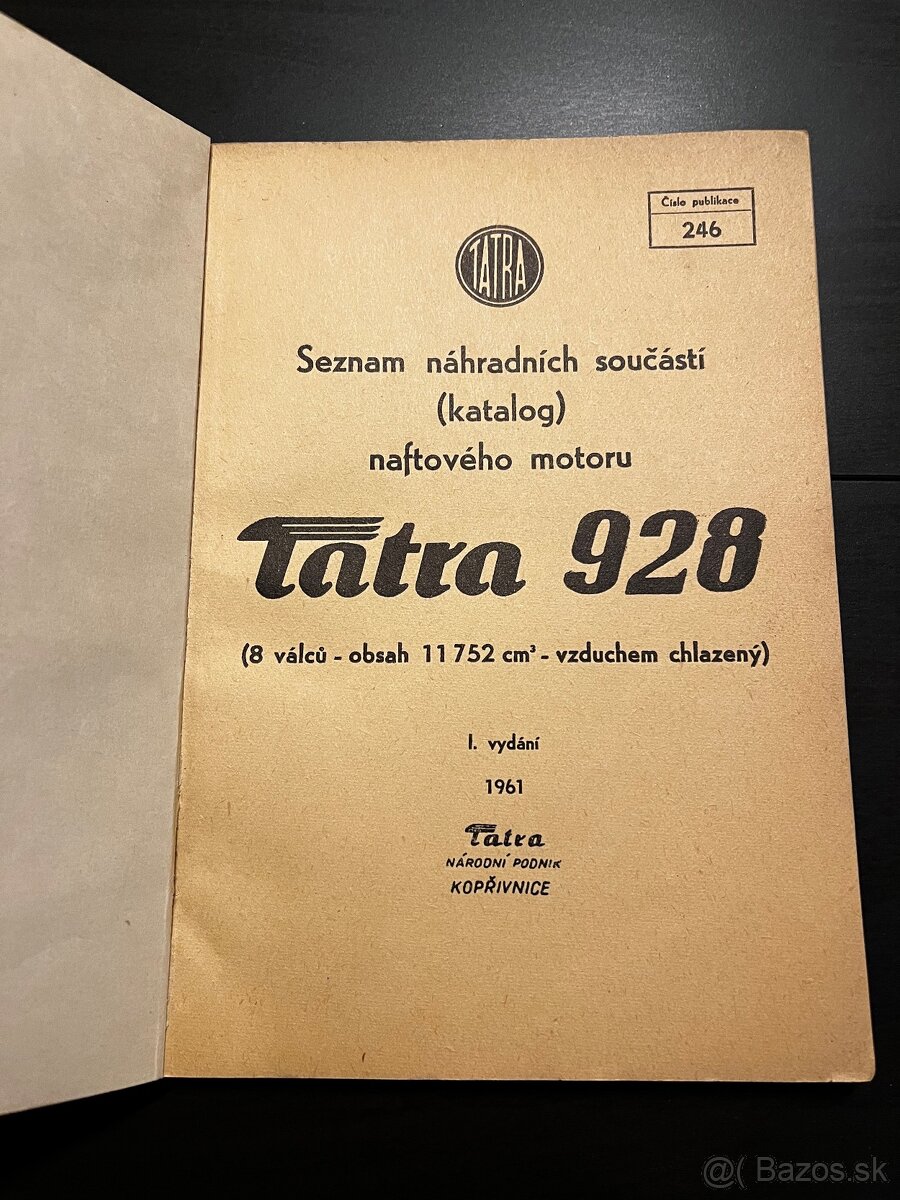 Číslo publikace
246
TATRA
Seznam náhradních součástí
(katalog)
naftového motoru
Tatra 928
(8 válců - obsah 11 752 cm³ - vzduchem chlazený)
I. vydání
1961
Tatra
NÁRODNÍ PODNIK
KOPŘIVNICE
@( Bazos.sk